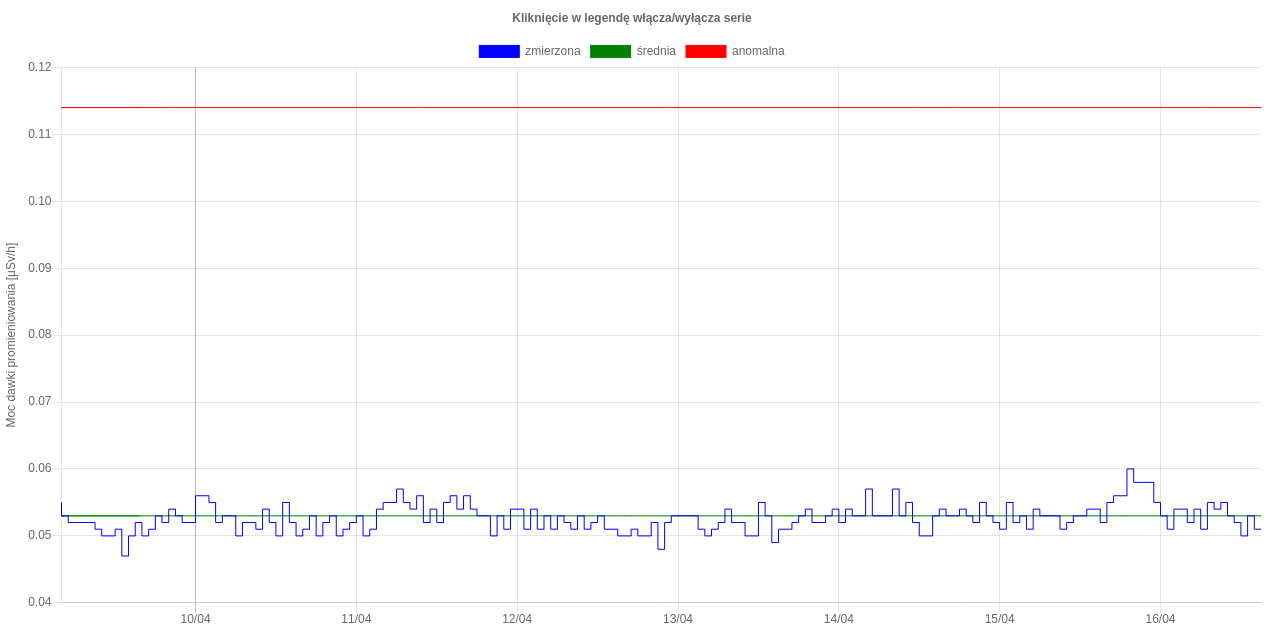 Kliknięcie w legendę włącza/wyłącza serie
zmierzona średnia anomalna
Moc dawki promieniowania [µSv/h]
0.12
0.11
0.10
0.09
0.08
0.07
0.06
0.05
0.04
10/04 11/04 12/04 13/04 14/04 15/04 16/04